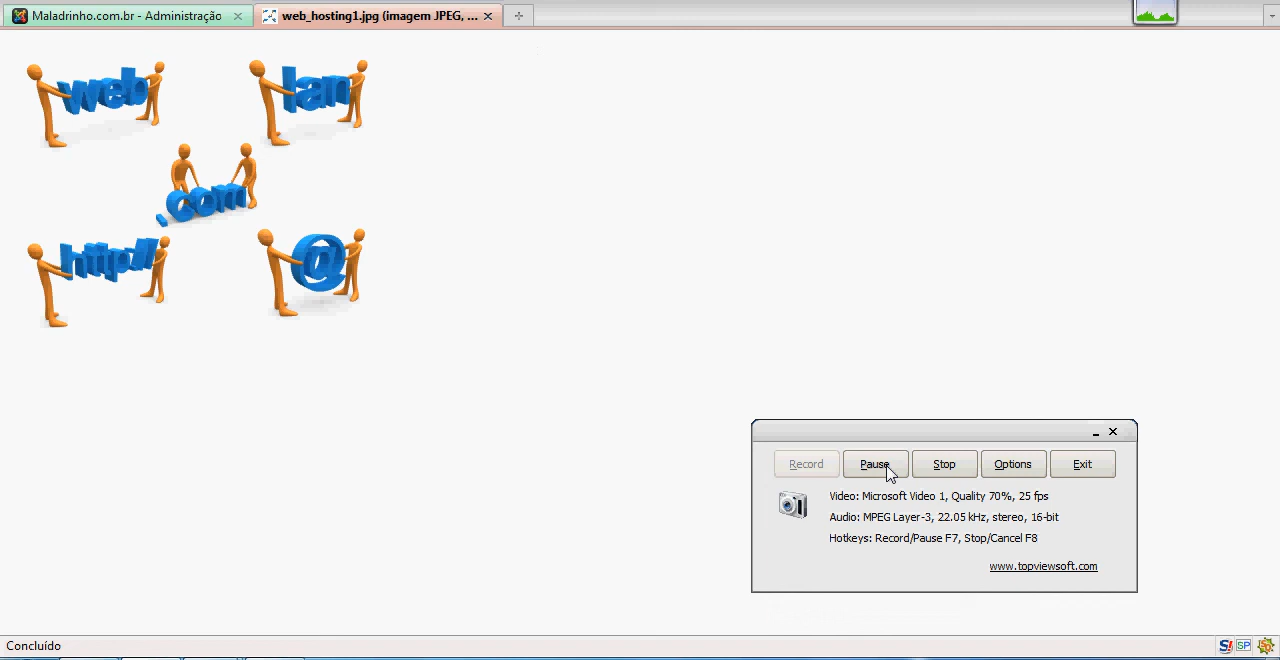 Maladrinho.com.br - Administração
web_hosting1.jpg (imagem JPEG, ...
web
lan
.com
http//
@
Record
Pause
Stop
Options
Exit
Video: Microsoft Video 1, Quality 70%, 25 fps
Audio: MPEG Layer-3, 22.05 kHz, stereo, 16-bit
Hotkeys: Record/Pause F7, Stop/Cancel F8
www.topviewsoft.com
Concluído
S!
SP